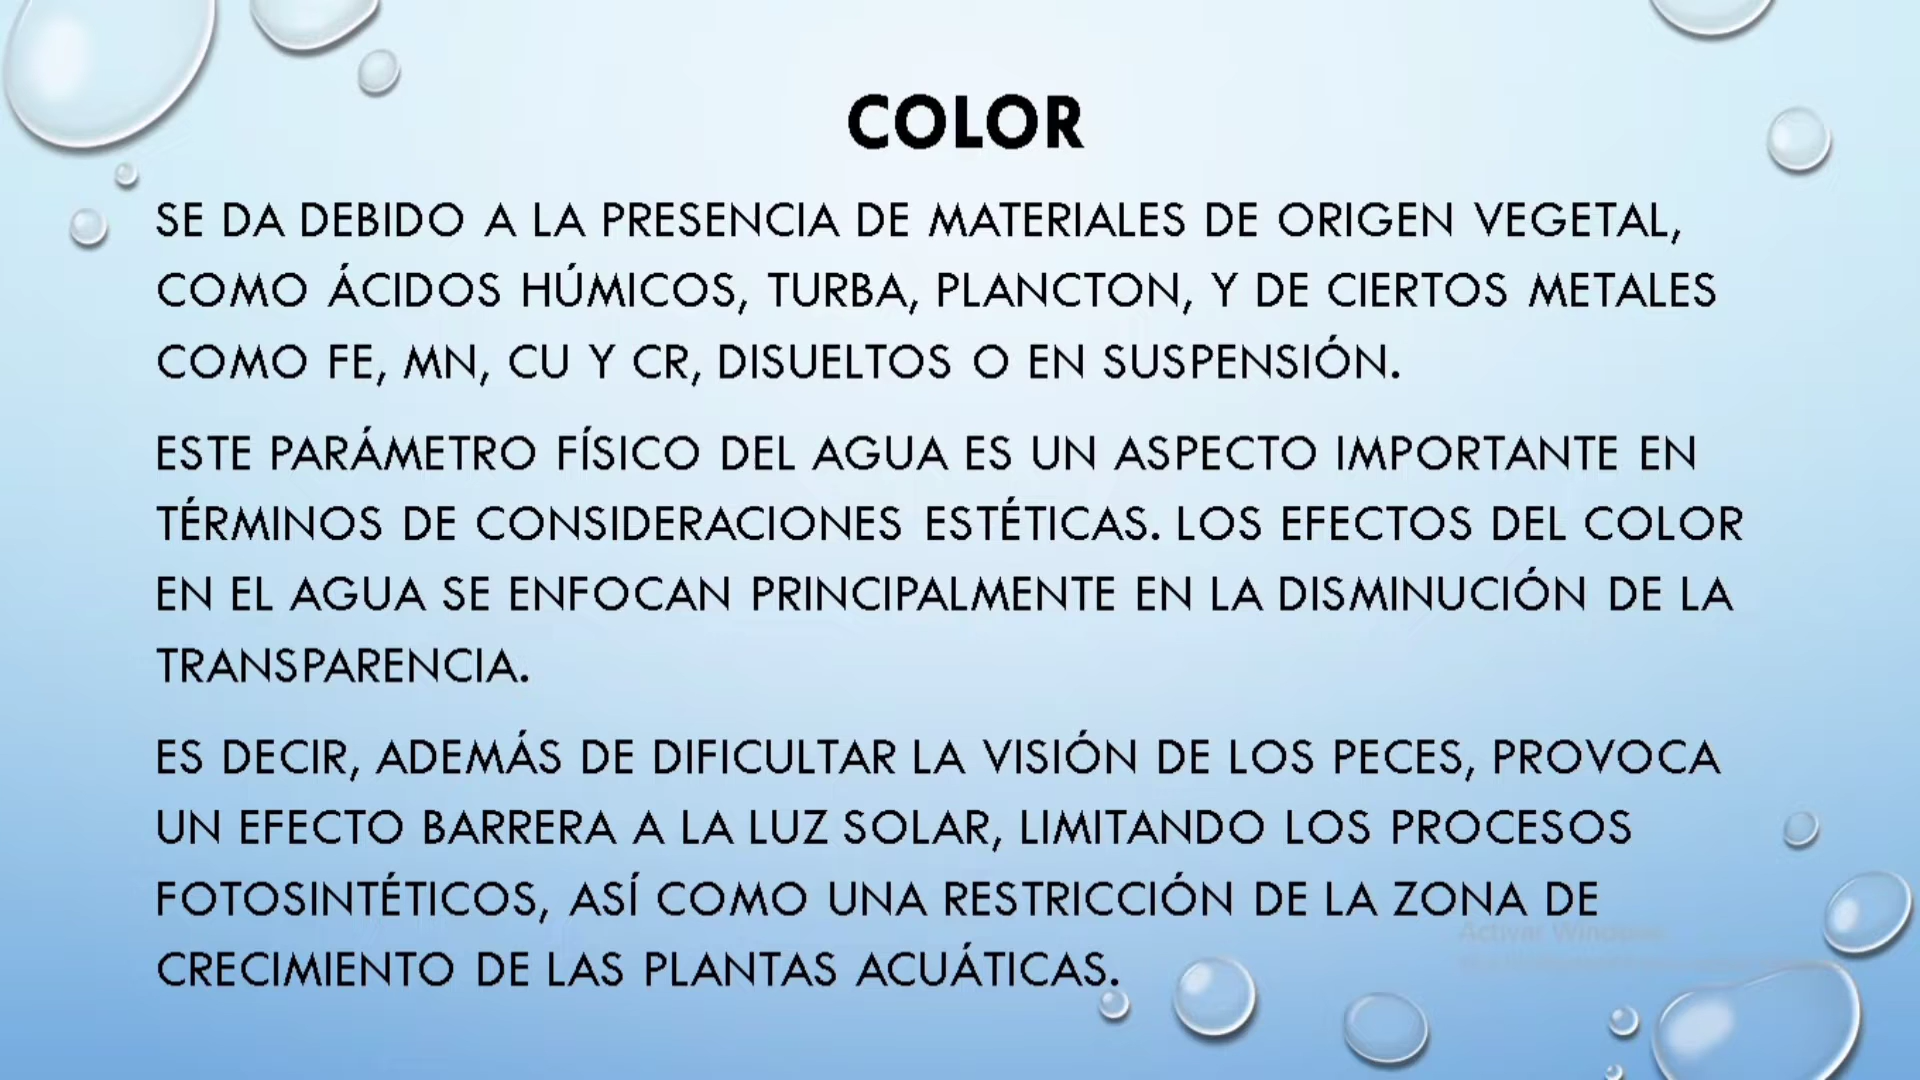 COLOR
SE DA DEBIDO A LA PRESENCIA DE MATERIALES DE ORIGEN VEGETAL,
COMO ÁCIDOS HÚMICOS, TURBA, PLANCTON, Y DE CIERTOS METALES
COMO FE, MN, CU Y CR, DISUELTOS O EN SUSPENSIÓN.
ESTE PARÁMETRO FÍSICO DEL AGUA ES UN ASPECTO IMPORTANTE EN
TÉRMINOS DE CONSIDERACIONES ESTÉTICAS. LOS EFECTOS DEL COLOR
EN EL AGUA SE ENFOCAN PRINCIPALMENTE EN LA DISMINUCIÓN DE LA
TRANSPARENCIA.
ES DECIR, ADEMÁS DE DIFICULTAR LA VISIÓN DE LOS PECES, PROVOCA
UN EFECTO BARRERA A LA LUZ SOLAR, LIMITANDO LOS PROCESOS
FOTOSINTÉTICOS, ASÍ COMO UNA RESTRICCIÓN DE LA ZONA DE
CRECIMIENTO DE LAS PLANTAS ACUÁTICAS.
Activar Windows